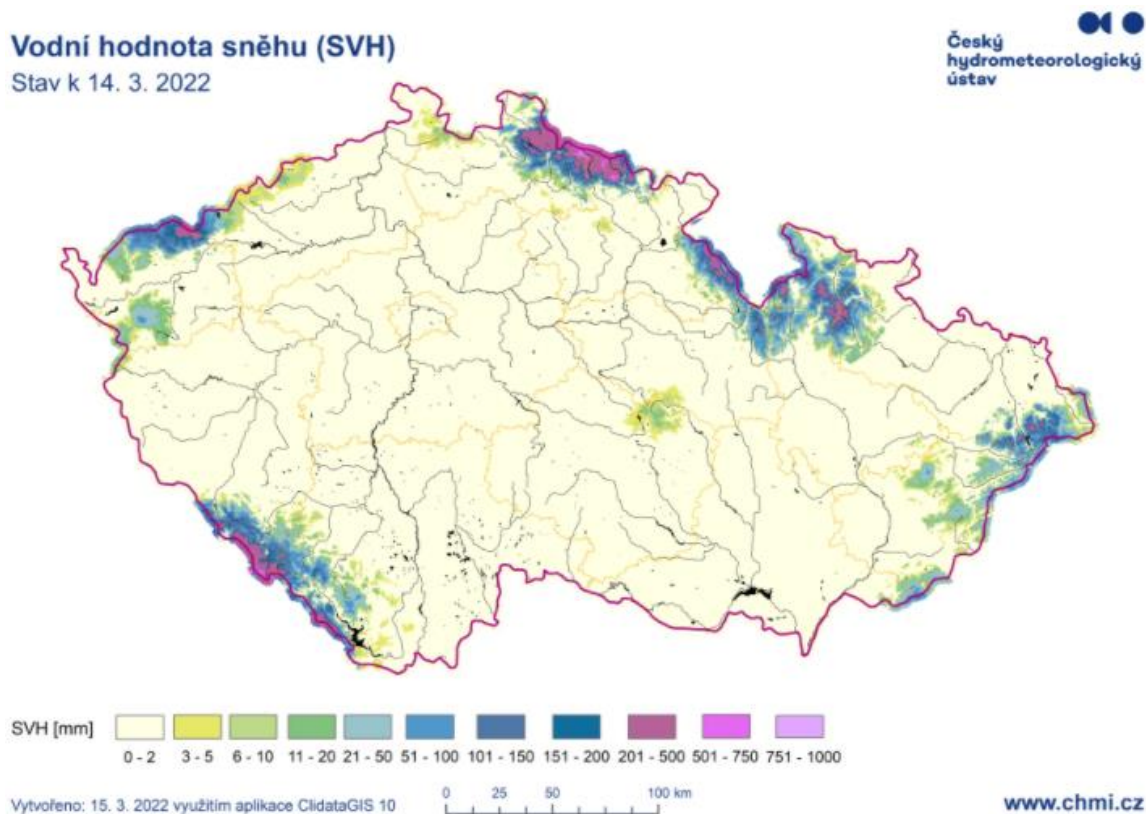 Vodní hodnota sněhu (SVH)
Stav k 14. 3. 2022
Český
hydrometeorologický
ústav
SVH [mm]
0 - 2 3 - 5 6 - 10 11 - 20 21 - 50 51 - 100 101 - 150 151 - 200 201 - 500 501 - 750 751 - 1000
Vytvořeno: 15. 3. 2022 využitím aplikace ClidataGIS 10
0 25 50 100 km
www.chmi.cz